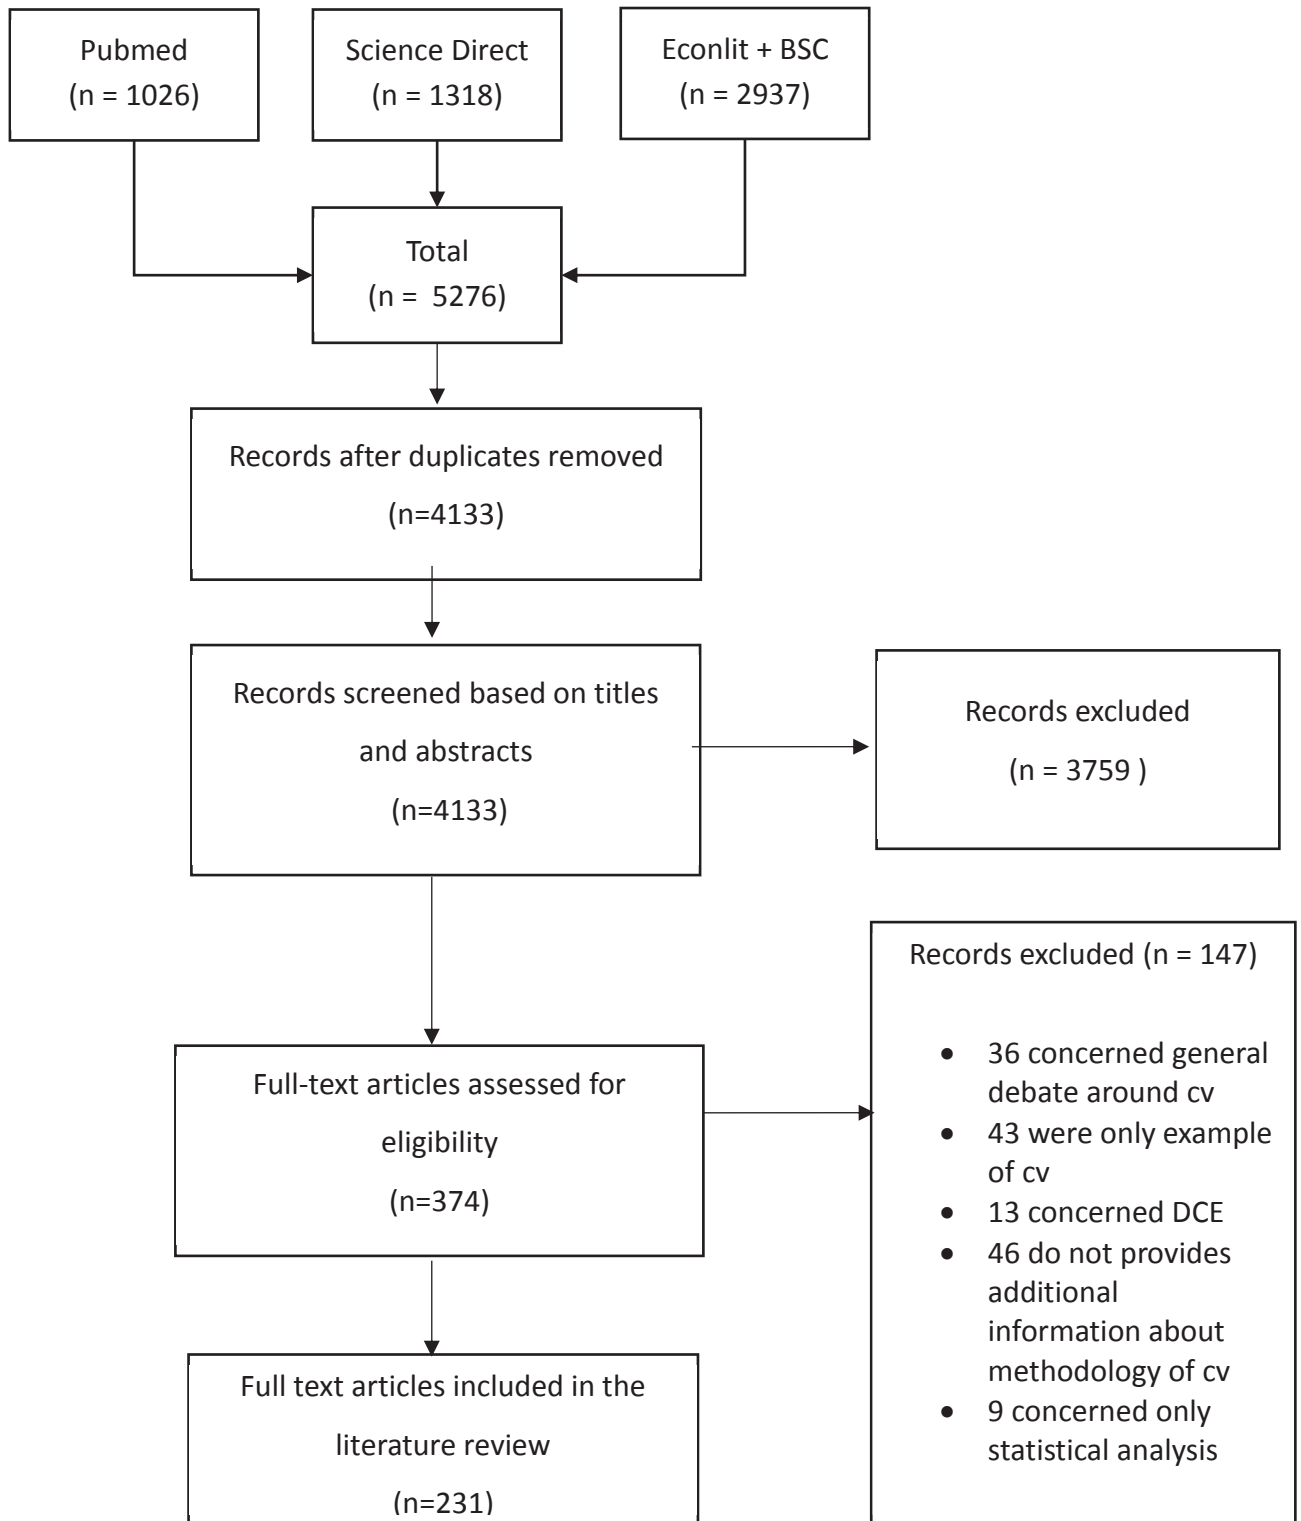 Pubmed
(n = 1026)
Science Direct
(n = 1318)
Econlit + BSC
(n = 2937)
Total
(n =  5276)
Records after duplicates removed
(n=4133)
Records screened based on titles
and abstracts
(n=4133)
Records excluded
(n = 3759 )
Full-text articles assessed for
eligibility
(n=374)
Records excluded (n = 147)
• 36 concerned general
debate around cv
• 43 were only example
of cv
• 13 concerned DCE
• 46 do not provides
additional
information about
methodology of cv
• 9 concerned only
statistical analysis
Full text articles included in the
literature review
(n=231)